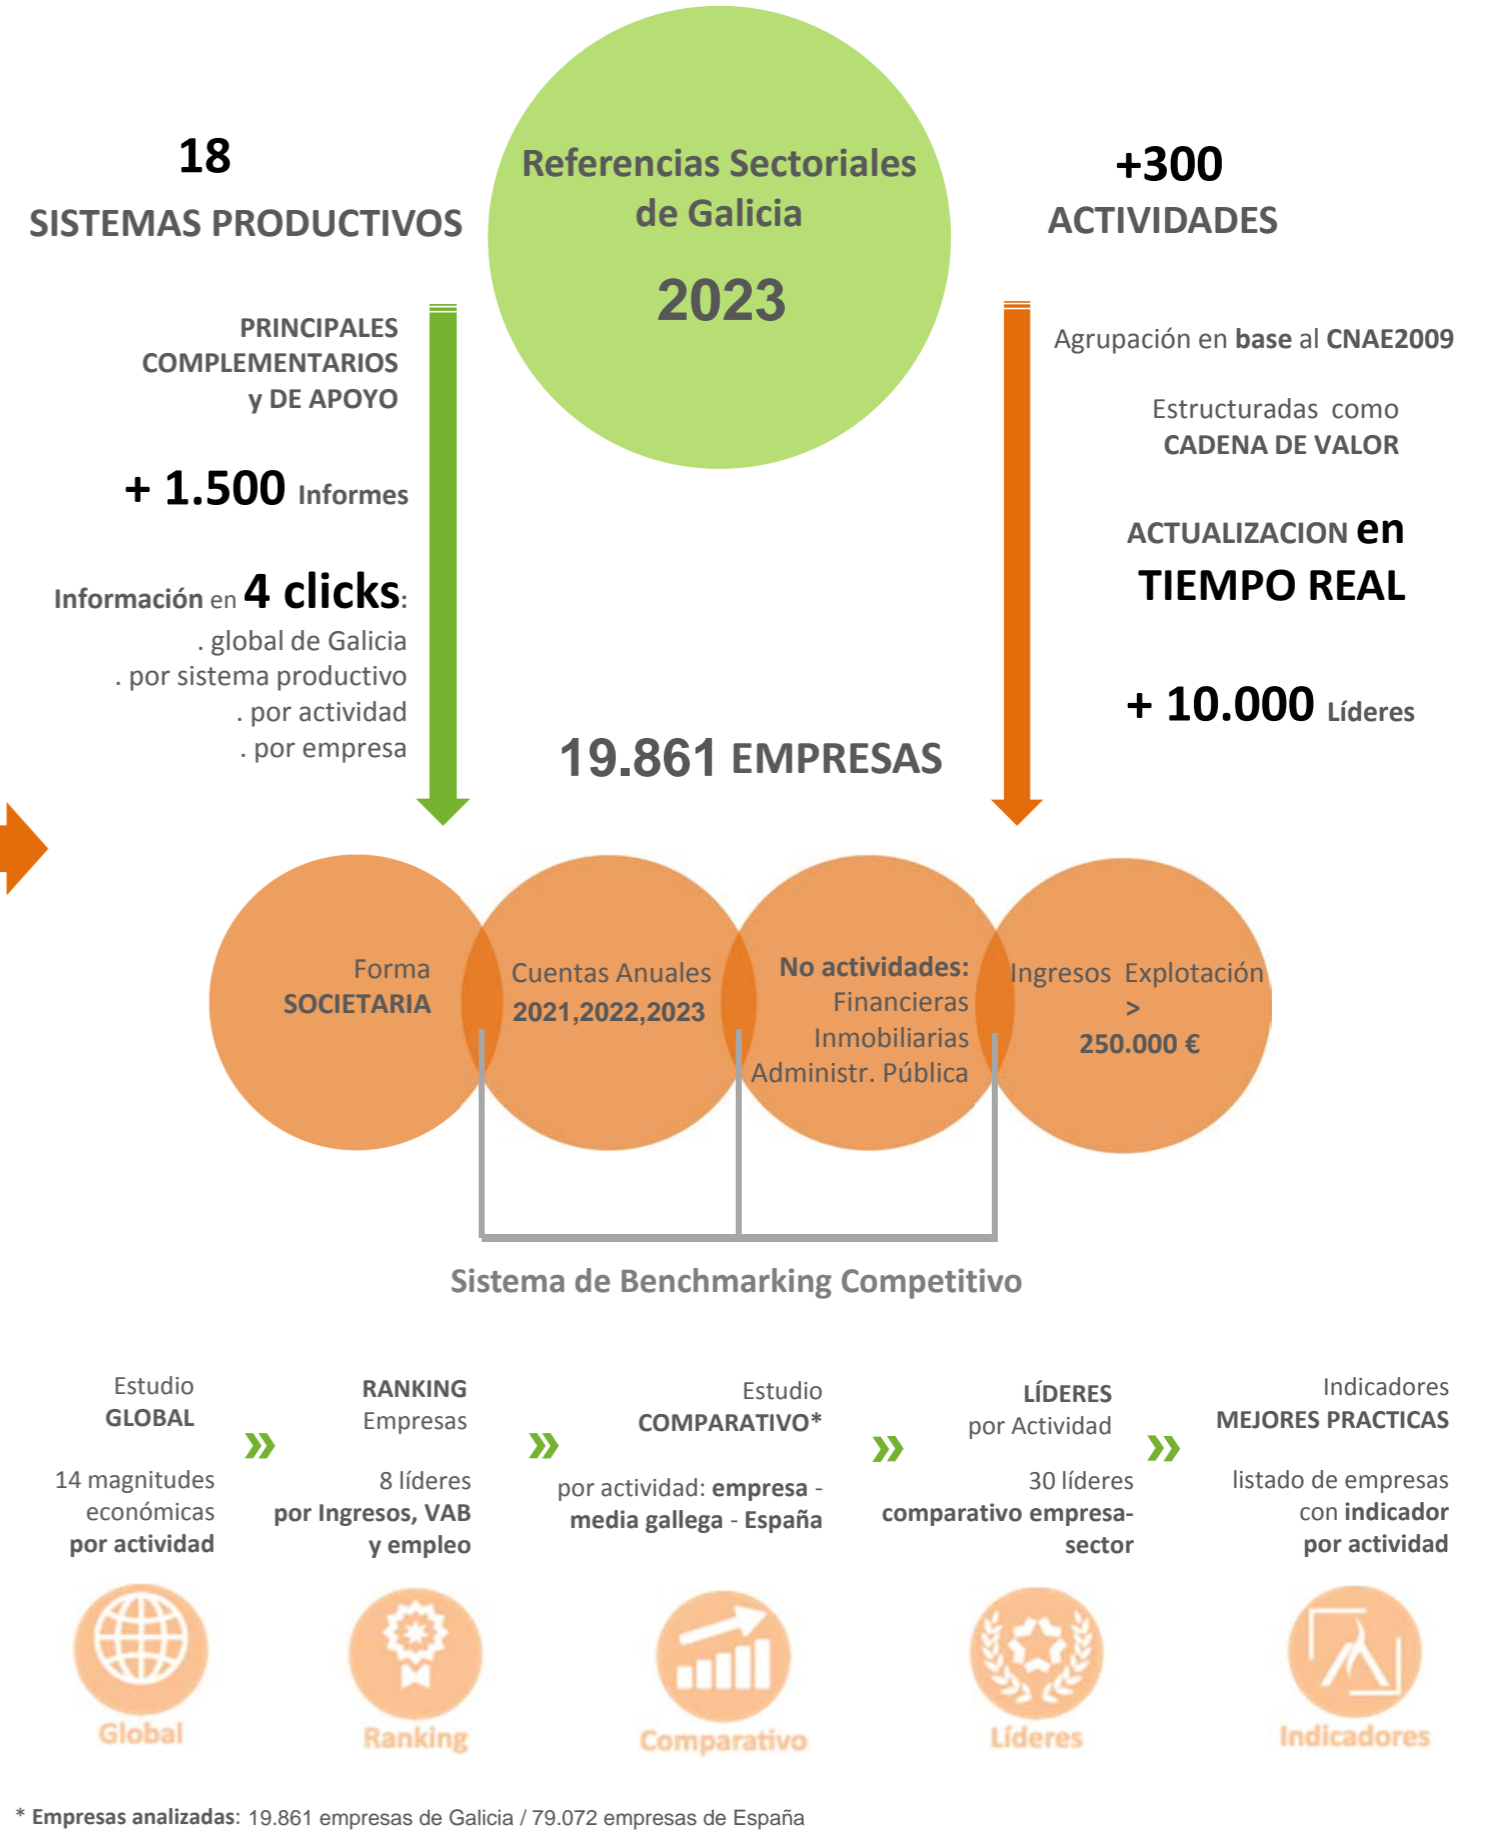 Referencias Sectoriales
de Galicia
2023
18
SISTEMAS PRODUCTIVOS
PRINCIPALES
COMPLEMENTARIOS
y DE APOYO
+ 1.500 Informes
Información en 4 clicks:
. global de Galicia
. por sistema productivo
. por actividad
. por empresa
+300
ACTIVIDADES
Agrupación en base al CNAE2009
Estructuradas como
CADENA DE VALOR
ACTUALIZACION en
TIEMPO REAL
+ 10.000 Líderes
19.861 EMPRESAS
Forma
SOCIETARIA
Cuentas Anuales
2021,2022,2023
No actividades:
Financieras
Inmobiliarias
Administr. Pública
Ingresos Explotación
>
250.000 €
Sistema de Benchmarking Competitivo
Estudio
GLOBAL
14 magnitudes
económicas
por actividad
Global
»
RANKING
Empresas
8 líderes
por Ingresos, VAB
y empleo
Ranking
»
Estudio
COMPARATIVO*
por actividad: empresa -
media gallega - España
Comparativo
»
LÍDERES
por Actividad
30 líderes
comparativo empresa-
sector
Líderes
»
Indicadores
MEJORES PRACTICAS
listado de empresas
con indicador
por actividad
Indicadores
* Empresas analizadas: 19.861 empresas de Galicia / 79.072 empresas de España